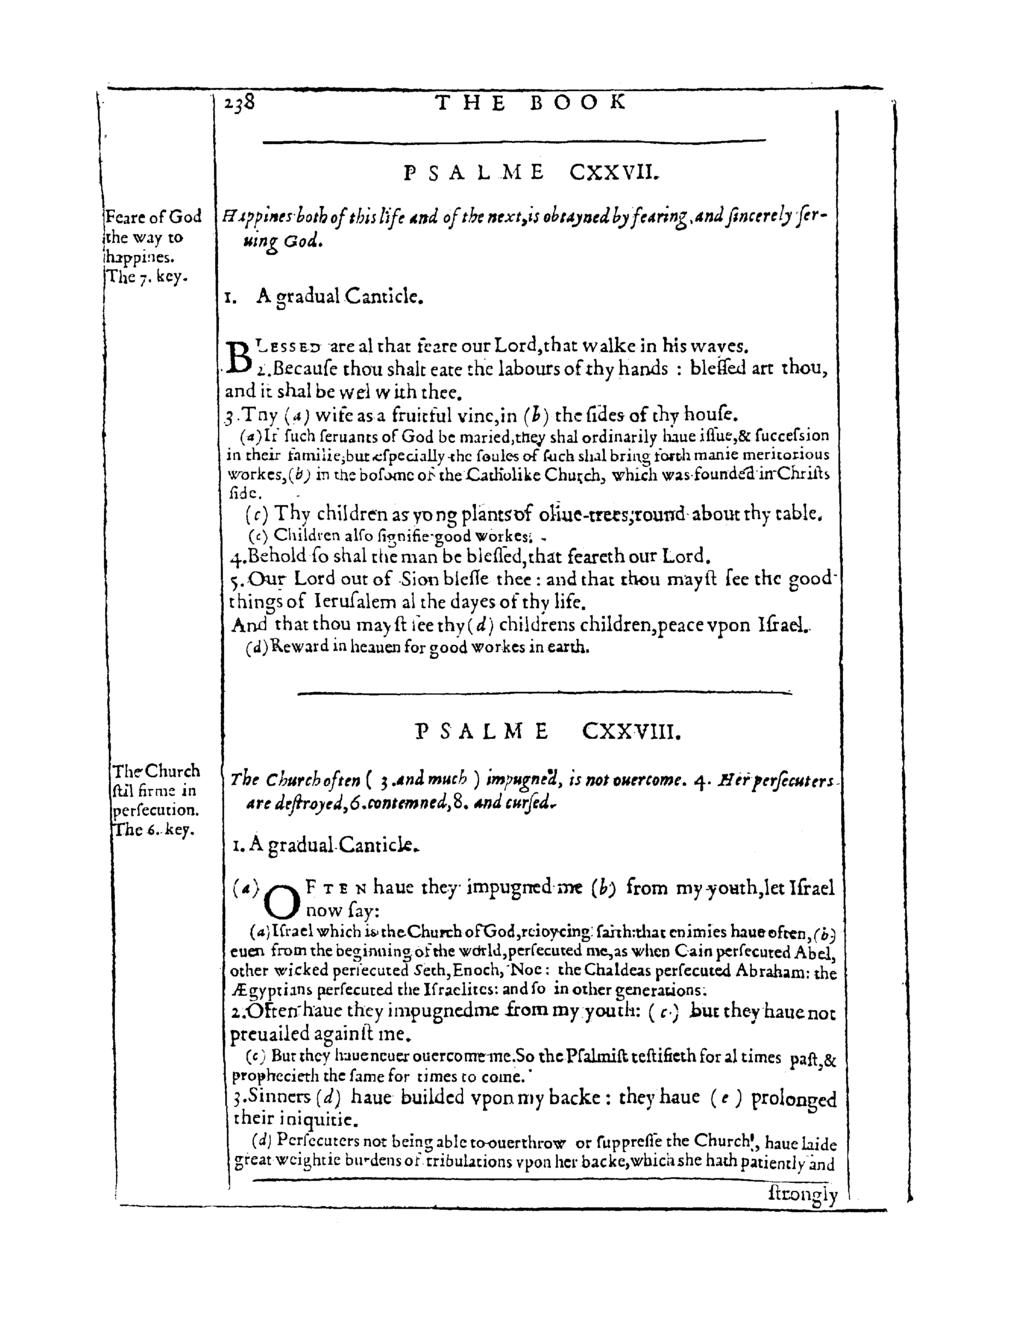 238 THE BOOK
PSALME CXXVII.
Feare of God
the way to
happines.
The 7. key.
Happines both of this life and of the next,is obtayned by fearing,and ſincerely ſer-
uing God.
1. A gradual Canticle.
BLESSED are al that feare our Lord,that walke in his wayes.
2.Becauſe thou shalt eate the labours of thy hands : bleſſed art thou,
and it shal be wel with thee.
3.Thy (a) wife as a fruitful vine,in (b) the ſides of thy houſe.
(a)If ſuch ſeruants of God be maried,they shal ordinarily haue iſſue,& ſucceſsion
in their familie;but eſpecially the ſoules of ſuch shal bring forth manie meritorious
workes,(b) in the boſome of the Catholike Church, which was founded in Chriſts
ſide.
(c) Thy children as yong plants of oliue-trees,round about thy table.
(c) Children alſo ſignifie good workes.
4.Behold ſo shal the man be bleſſed,that feareth our Lord.
5.Our Lord out of Sion bleſſe thee : and that thou mayſt ſee the good
things of Ieruſalem al the dayes of thy life.
And that thou mayſt ſee thy (d) childrens children,peace vpon Iſrael.
(d)Reward in heauen for good workes in earth.
PSALME CXXVIII.
The Church
ſtil firme in
perſecution.
The 6. key.
The Church often ( 3.and much ) impugned, is not ouercome. 4. Her perſecuters
are deſtroyed,6.contemned,8. and curſed.
1. A gradual Canticle.
(a) OFTEN haue they impugned me (b) from my youth,let Iſrael
now ſay:
(a)Iſrael which is the Church of God,reioycing ſaith:that enimies haue often,(b)
euen from the beginning of the world,perſecuted me,as when Cain perſecuted Abel,
other wicked perſecuted Seth,Enoch, Noe: the Chaldeas perſecuted Abraham: the
Ægyptians perſecuted the Iſraelites: and ſo in other generations.
2.Often haue they impugned me from my youth: (c) but they haue not
preuailed againſt me.
(c) But they haue neuer ouercome me.So the Pſalmiſt teſtifieth for al times paſt,&
prophecieth the ſame for times to come.
3.Sinners (d) haue builded vpon my backe : they haue (e) prolonged
their iniquitie.
(d) Perſecuters not being able to ouerthrow or ſuppreſſe the Church, haue laide
great weightie burdens of tribulations vpon her backe,which she hath patiently and
ſtrongly